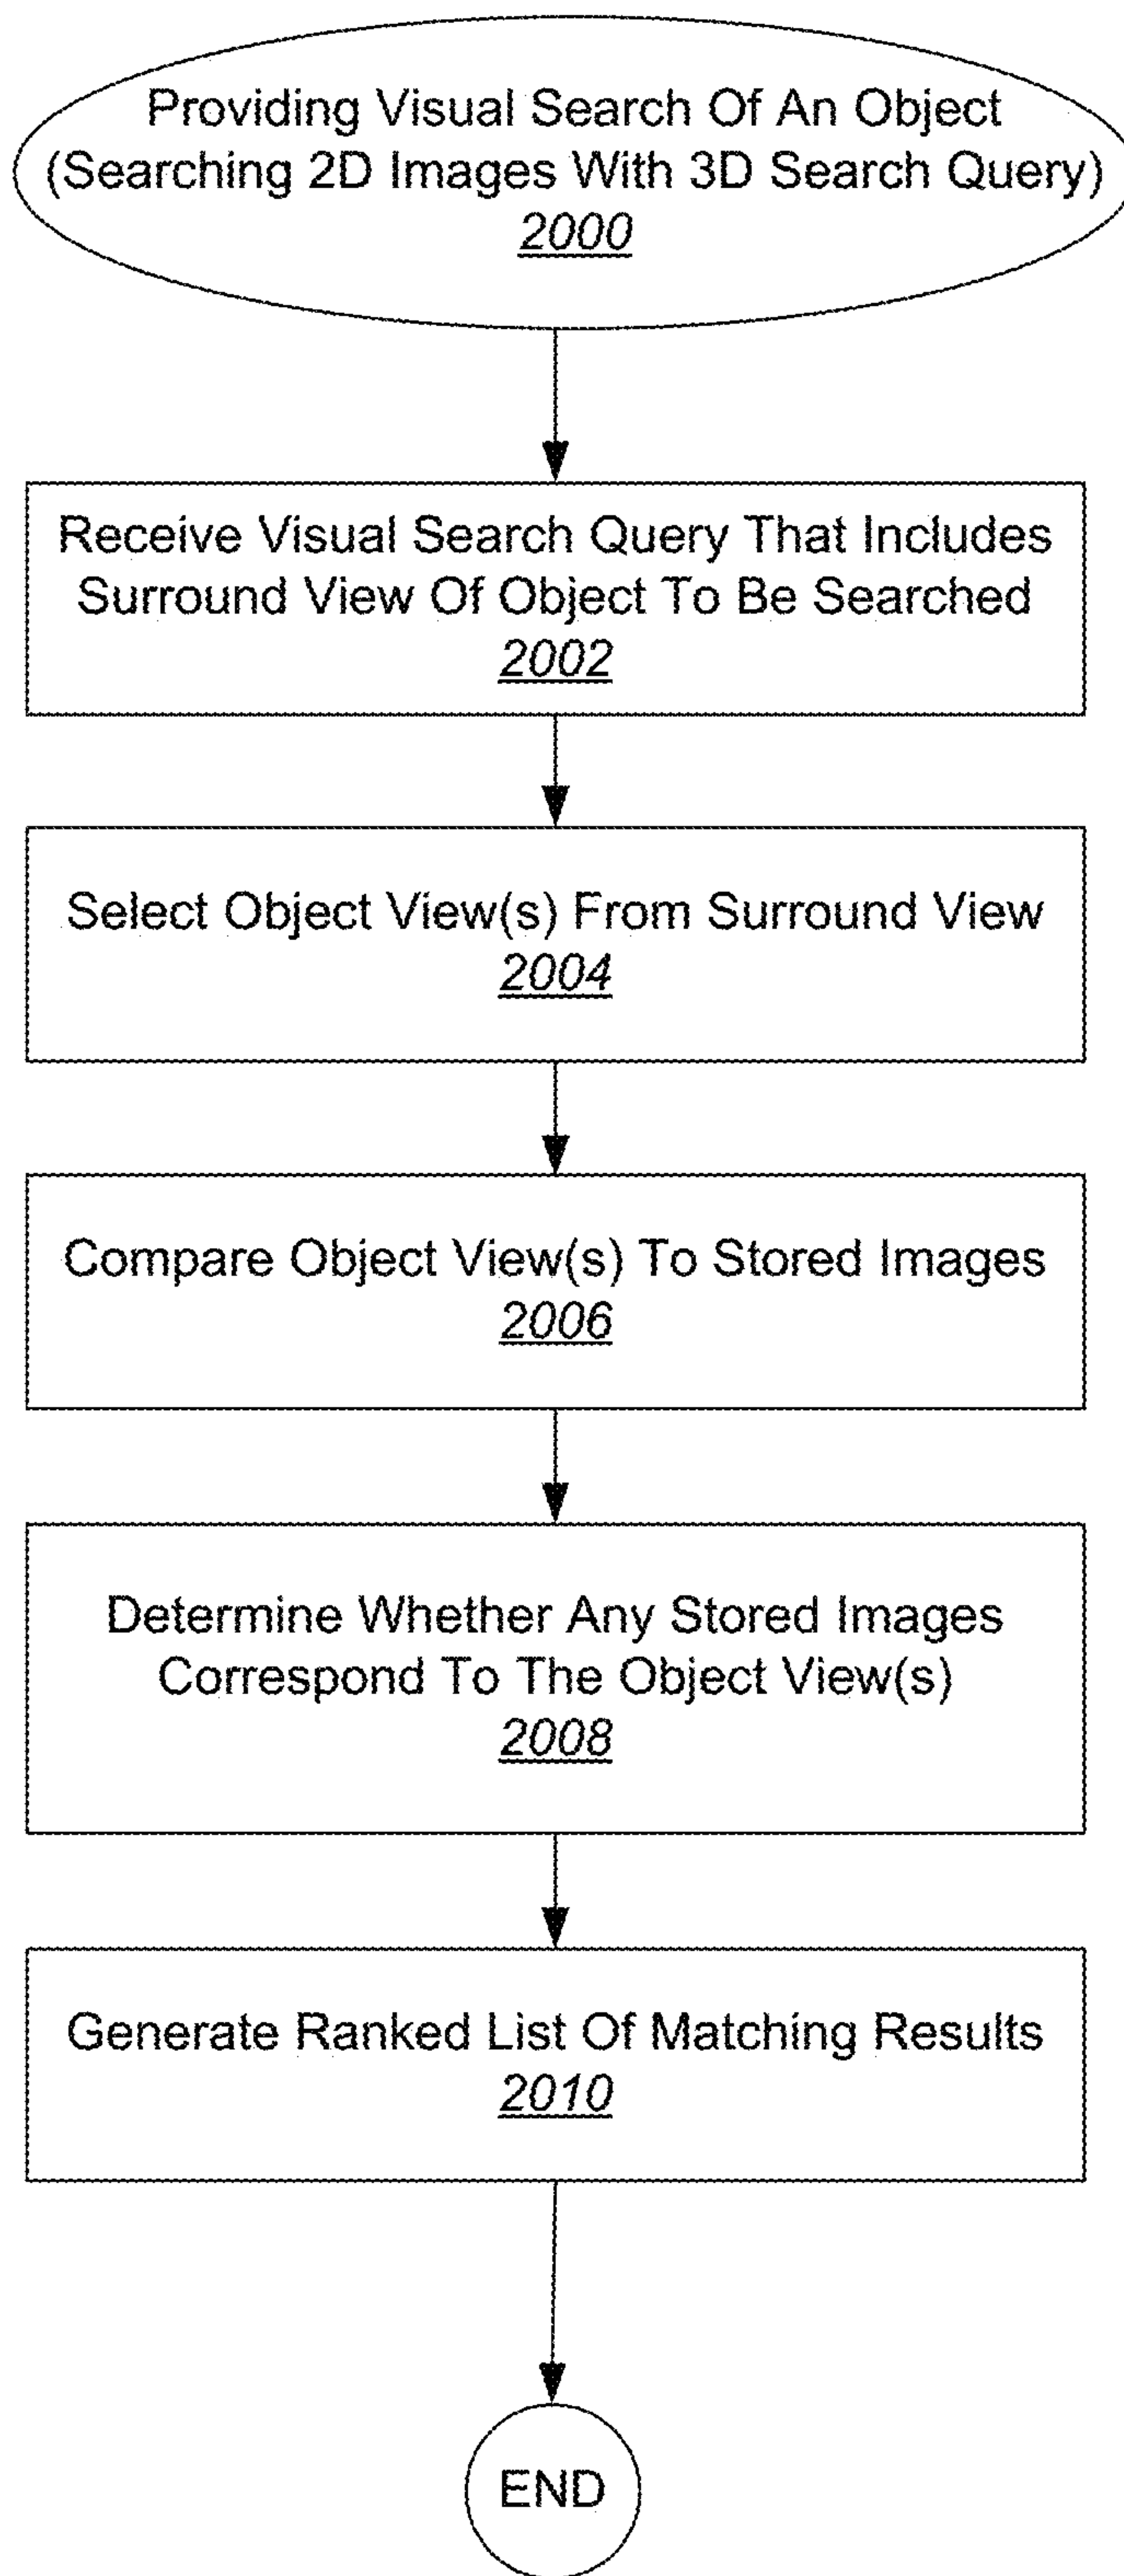 Providing Visual Search Of An Object
(Searching 2D Images With 3D Search Query)
2000
Receive Visual Search Query That Includes
Surround View Of Object To Be Searched
2002
Select Object View(s) From Surround View
2004
Compare Object View(s) To Stored Images
2006
Determine Whether Any Stored Images
Correspond To The Object View(s)
2008
Generate Ranked List Of Matching Results
2010
END